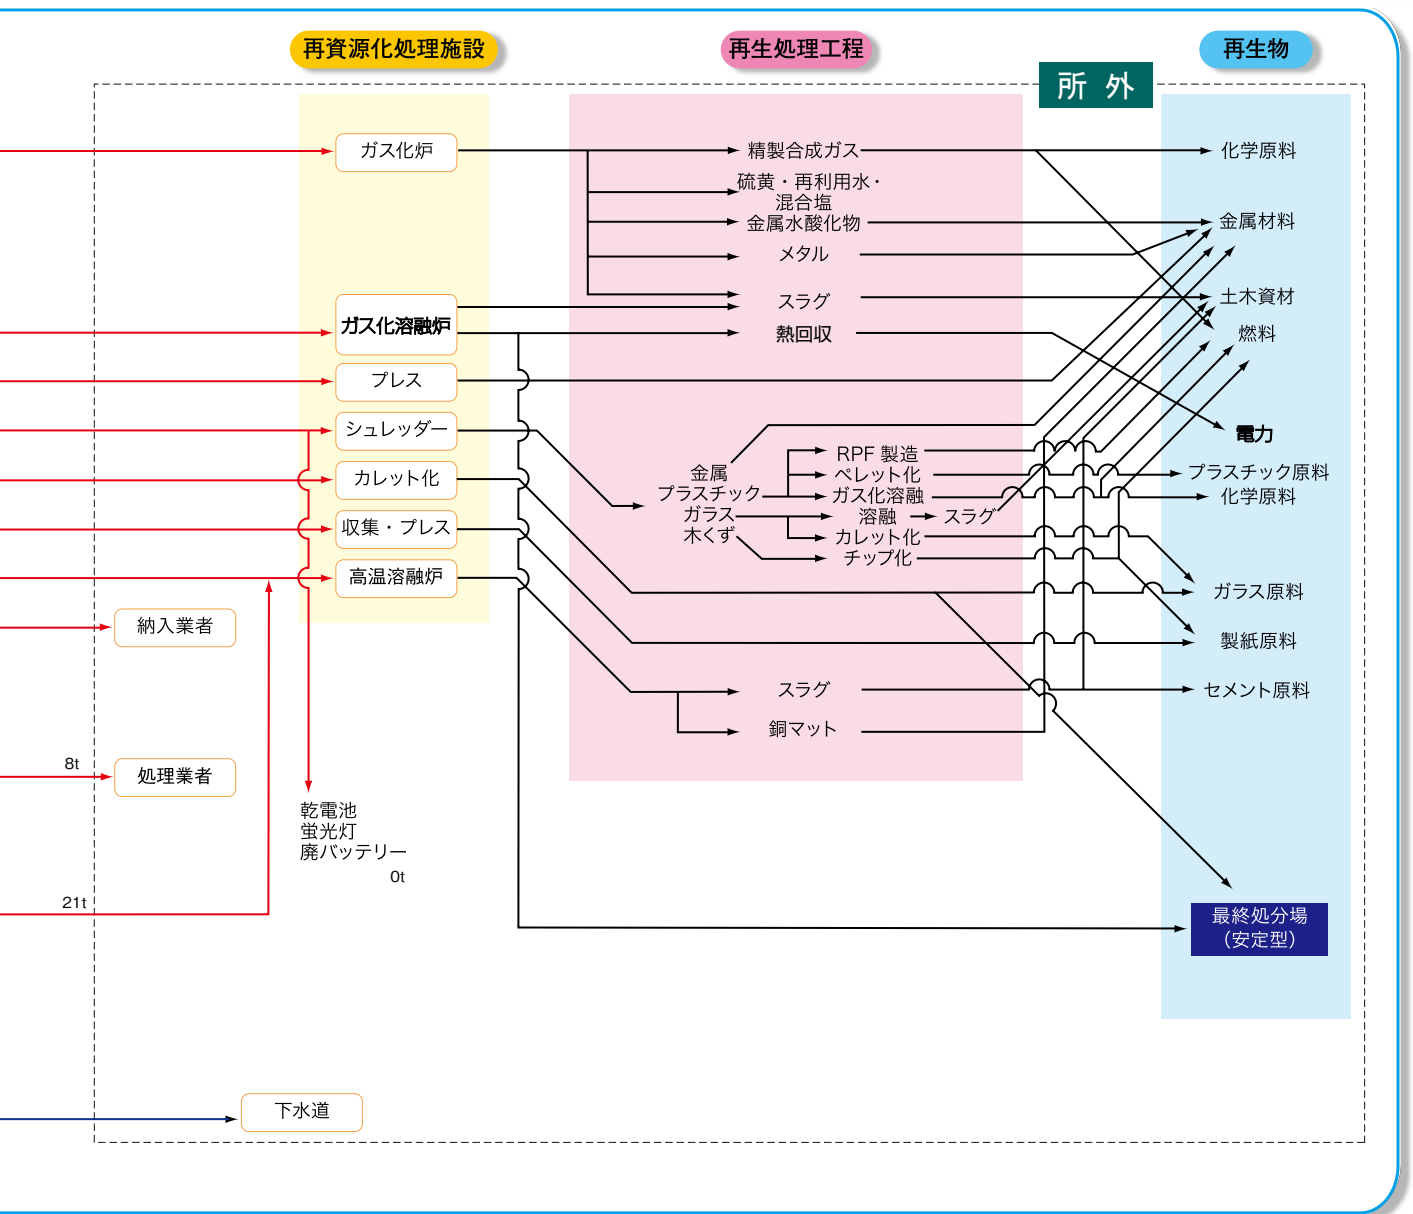 再資源化処理施設
再生処理工程
再生物
所外
ガス化炉
ガス化溶融炉
プレス
シュレッダー
カレット化
収集・プレス
高温溶融炉
納入業者
8t
処理業者
乾電池
蛍光灯
廃バッテリー
0t
21t
下水道
精製合成ガス
硫黄・再利用水・
混合塩
金属水酸化物
メタル
スラグ
熱回収
金属
プラスチック
ガラス
木くず
RPF 製造
ペレット化
ガス化溶融
溶融
スラグ
カレット化
チップ化
スラグ
銅マット
化学原料
金属材料
土木資材
燃料
電力
プラスチック原料
化学原料
ガラス原料
製紙原料
セメント原料
最終処分場
（安定型）